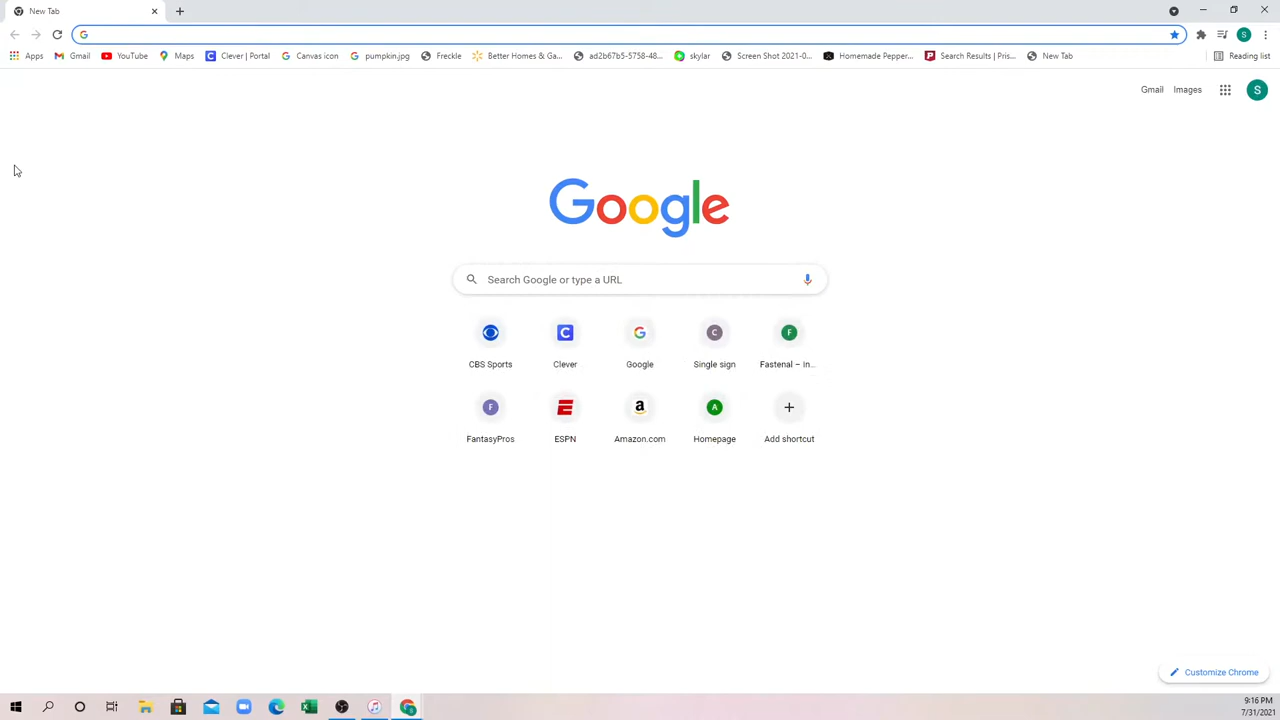 New Tab
Apps Gmail YouTube Maps Clever | Portal Canvas icon pumpkin.jpg Freckle Better Homes & Ga... ad2b67b5-5758-48... skylar Screen Shot 2021-0... Homemade Pepper... Search Results | Pris... New Tab Reading list
Gmail Images S
Google
Search Google or type a URL
CBS Sports Clever Google Single sign Fastenal – In...
FantasyPros ESPN Amazon.com Homepage Add shortcut
Customize Chrome
9:16 PM
7/31/2021